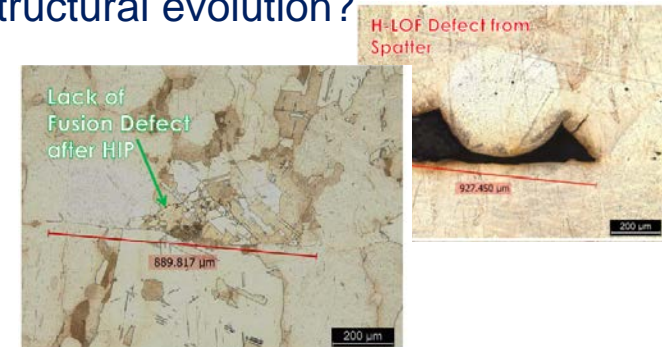 tructural evolution?
H-LOF Defect from
Spatter
927.450 µm
200 µm
Lack of
Fusion Defect
after HIP
889.817 µm
200 µm